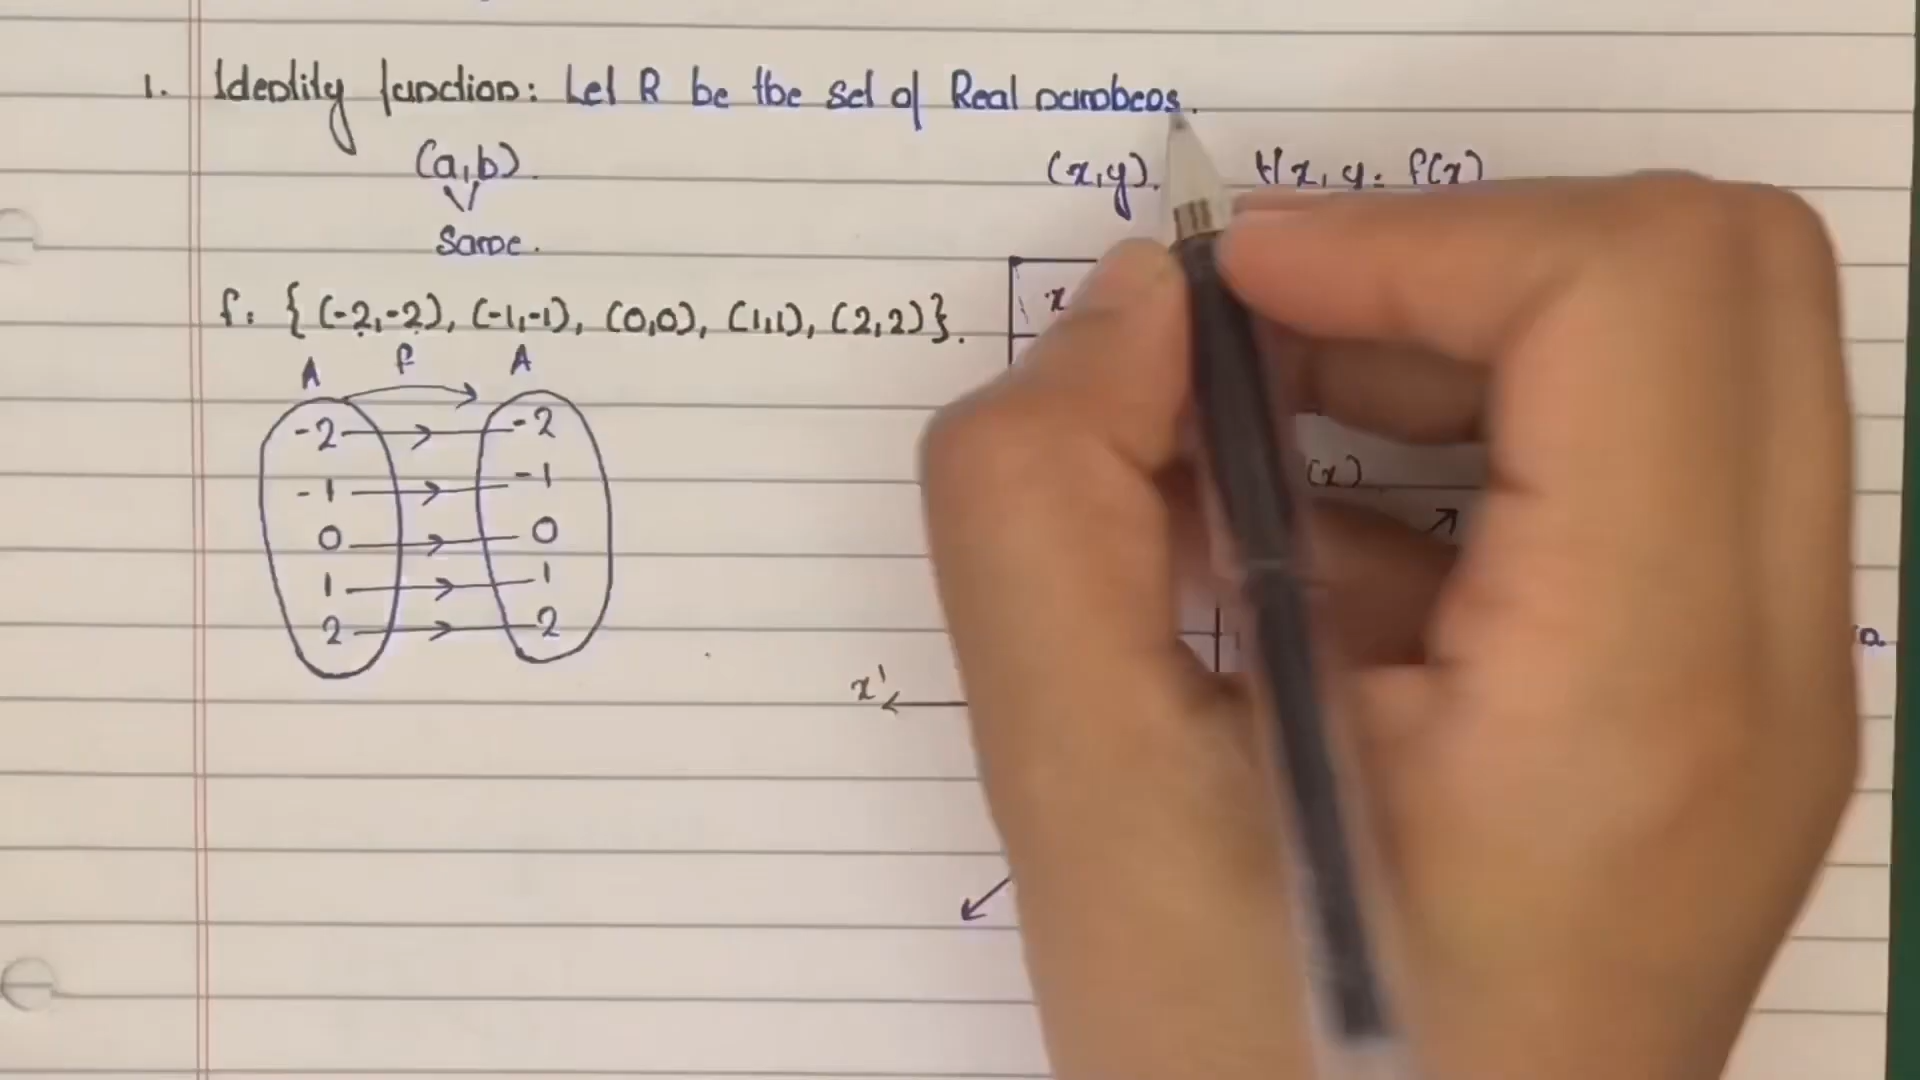 1. Identity function: Let R be the set of Real numbers.
(a,b).
Same.
(x,y).
x, y = f(x)
f: { (-2,-2), (-1,-1), (0,0), (1,1), (2,2)}.
x
A f A
-2 -2
-1 -1
0 0
1 1
2 2
(x)
x'